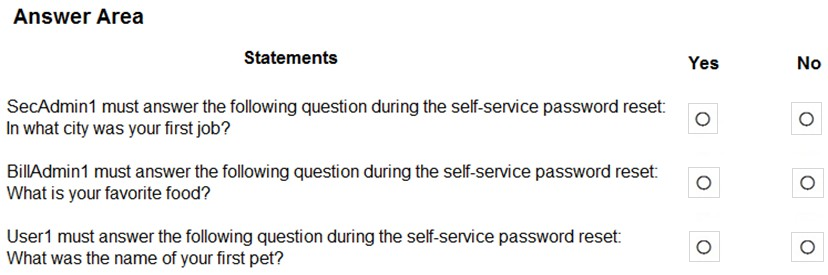 Answer Area
Statements
Yes
No
SecAdmin1 must answer the following question during the self-service password reset:
In what city was your first job?
BillAdmin1 must answer the following question during the self-service password reset:
What is your favorite food?
User1 must answer the following question during the self-service password reset:
What was the name of your first pet?